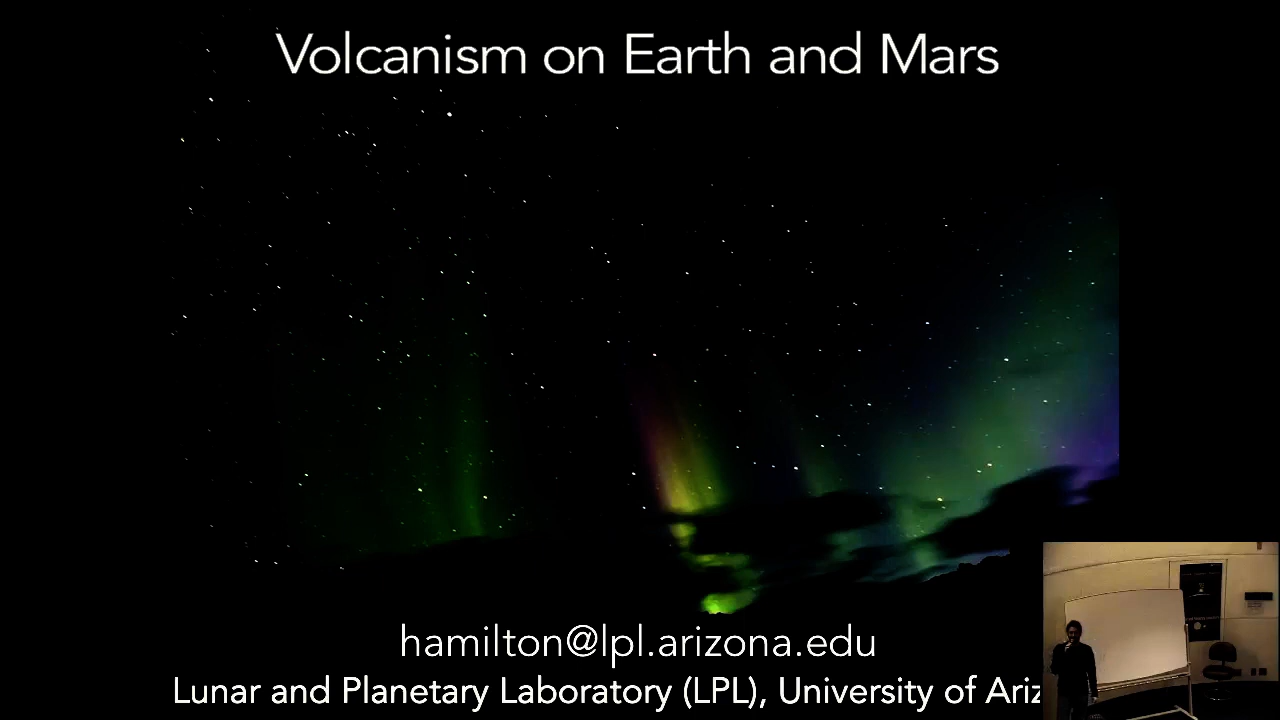 Volcanism on Earth and Mars
hamilton@lpl.arizona.edu
Lunar and Planetary Laboratory (LPL), University of Ariz